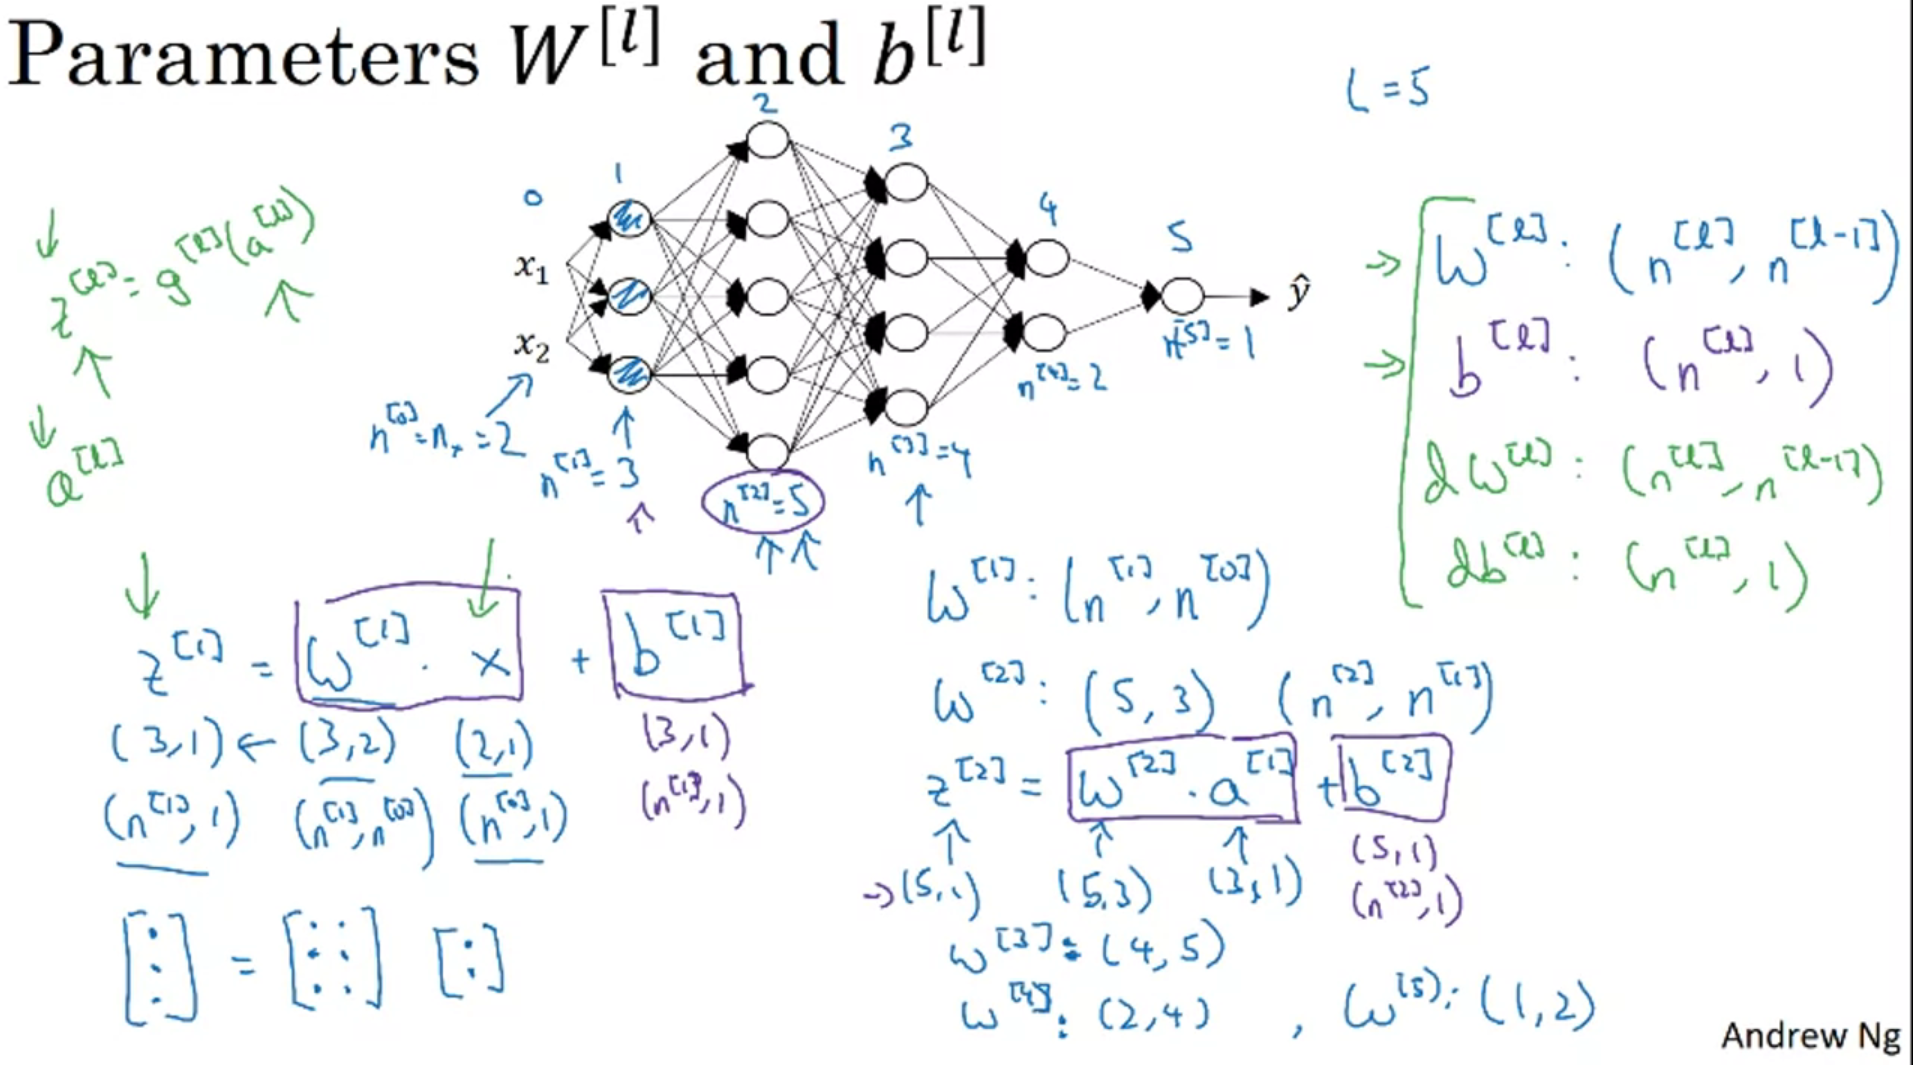 Parameters W^[l] and b^[l]
L = 5
0
1
2
3
4
5
x₁
x₂
ŷ
n^[0] = nₓ = 2
n^[1] = 3
n^[2] = 5
n^[3] = 4
n^[4] = 2
n^[5] = 1
z^[l] = g^[l](a^[l])
a^[l]
W^[l] : (n^[l], n^[l-1])
b^[l] : (n^[l], 1)
dW^[l] : (n^[l], n^[l-1])
db^[l] : (n^[l], 1)
z^[1] = W^[1] · x + b^[1]
(3,1) ← (3,2) (2,1) (3,1)
(n^[1], 1) (n^[1], n^[0]) (n^[0], 1) (n^[1], 1)
[ ⋮ ] = [ ⋮ ⋮ ] [ : ]
W^[1] : (n^[1], n^[0])
W^[2] : (5, 3) (n^[2], n^[1])
z^[2] = W^[2] · a^[1] + b^[2]
→ (5,1) (5,3) (3,1) (5,1)
(n^[2], 1)
W^[3] : (4, 5)
W^[4] : (2,4) , W^[5] : (1,2)
Andrew Ng